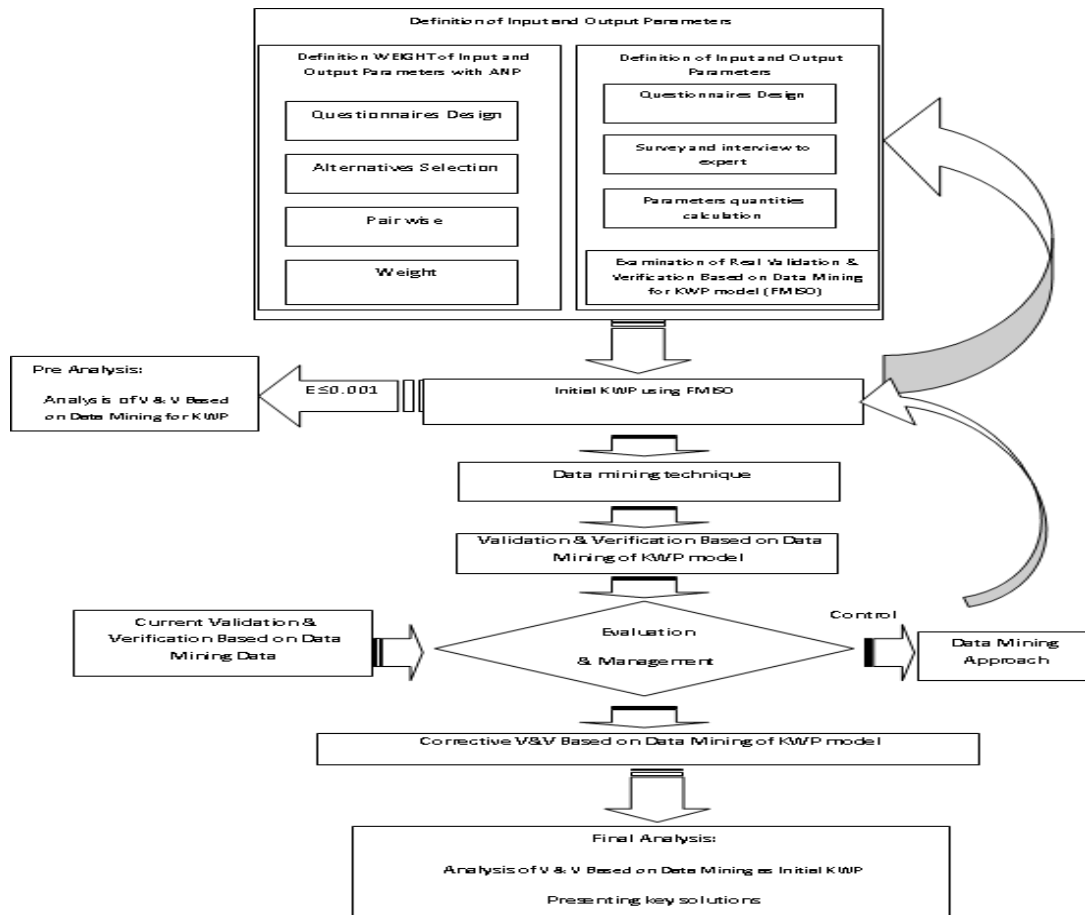 Definition of Input and Output Parameters
Definition WEIGHT of Input and
Output Parameters with ANP
Questionnaires Design
Alternatives Selection
Pair wise
Weight
Definition of Input and Output
Parameters
Questionnaires Design
Survey and interview to
expert
Parameters quantities
calculation
Examination of Real Validation &
Verification Based on Data Mining
for KWP model (FMISO)
Pre Analysis:
Analysis of V & V Based
on Data Mining for KWP
E≤0.001
Initial KWP using FMISO
Data mining technique
Validation & Verification Based on Data
Mining of KWP model
Current Validation &
Verification Based on Data
Mining Data
Evaluation
& Management
Control
Data Mining
Approach
Corrective V&V Based on Data Mining of KWP model
Final Analysis:
Analysis of V & V Based on Data Mining as Initial KWP
Presenting key solutions